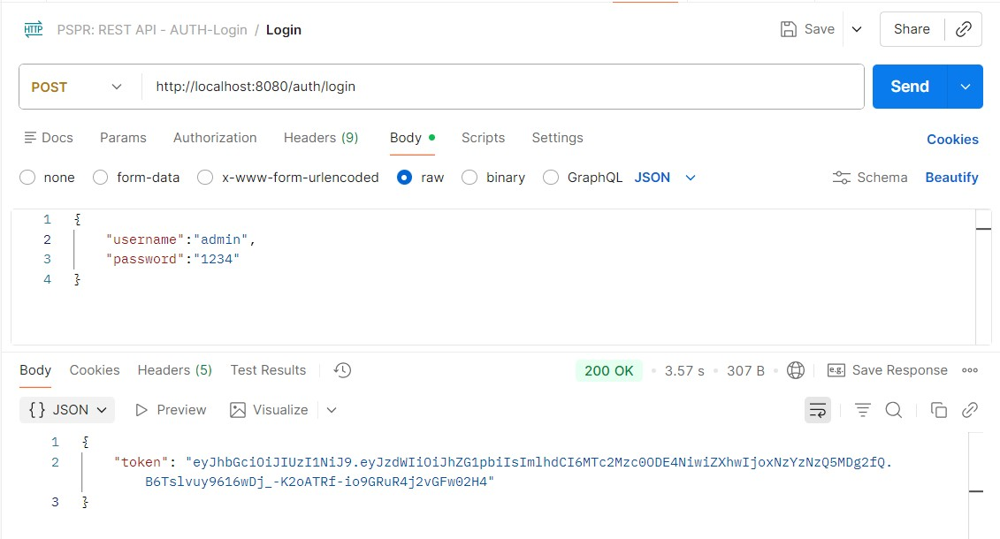 HTTP PSPR: REST API - AUTH-Login / Login Save Share
POST http://localhost:8080/auth/login Send
Docs Params Authorization Headers (9) Body Scripts Settings Cookies
none form-data x-www-form-urlencoded raw binary GraphQL JSON Schema Beautify
1 {
2 "username":"admin",
3 "password":"1234"
4 }
Body Cookies Headers (5) Test Results 200 OK • 3.57 s • 307 B • e.g. Save Response
{} JSON Preview Visualize
1 {
2 "token": "eyJhbGciOiJIUzI1NiJ9.eyJzdWIiOiJhZG1pbiIsImlhdCI6MTc2Mzc0ODE4NiwiZXhwIjoxNzYzNzQ5MDg2fQ.
B6Tslvuy9616wDj_-K2oATRf-io9GRuR4j2vGFw02H4"
3 }